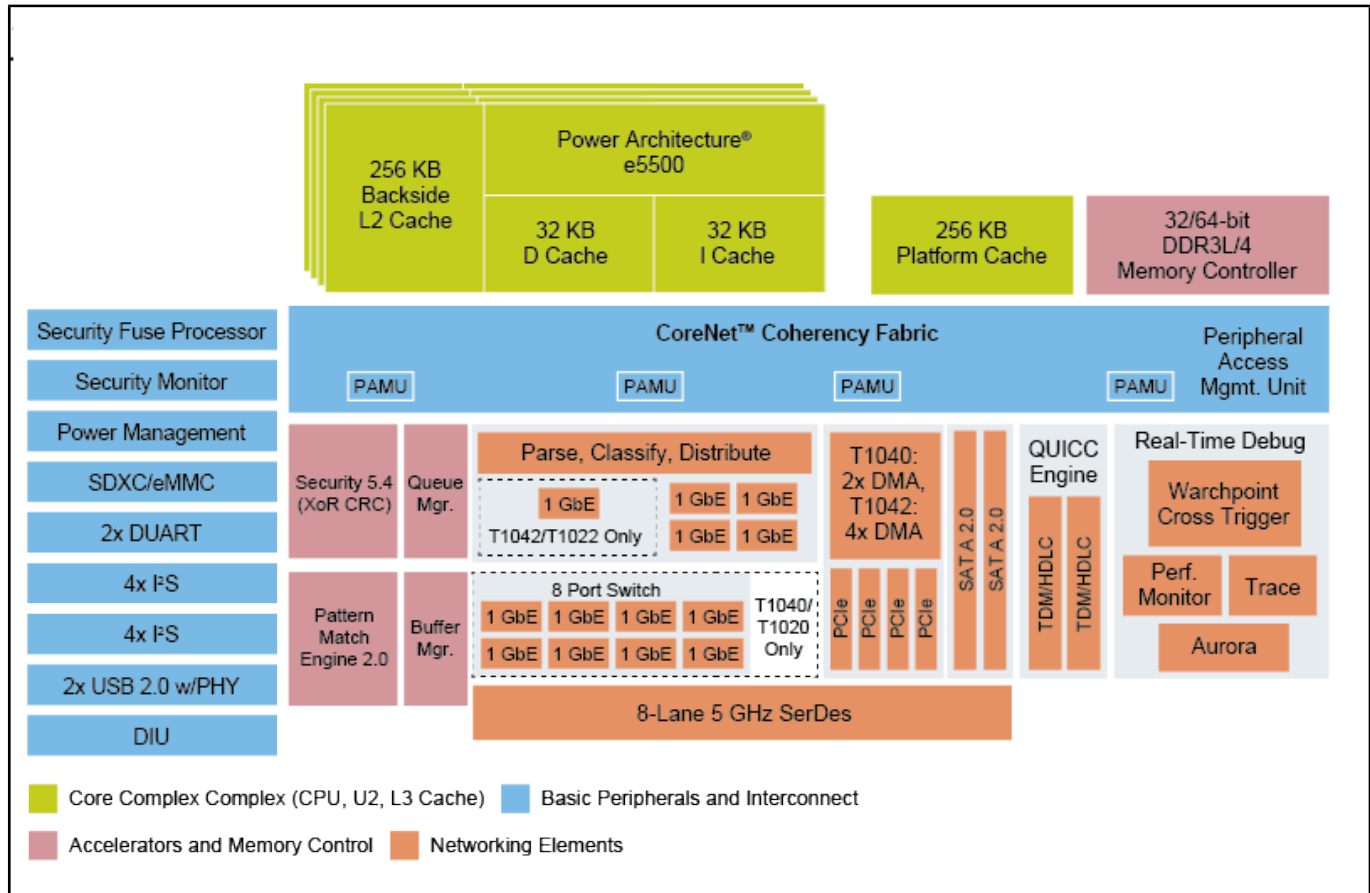 Power Architecture®
e5500
256 KB
Backside
L2 Cache
32 KB
D Cache
32 KB
I Cache
256 KB
Platform Cache
32/64-bit
DDR3L/4
Memory Controller
Security Fuse Processor
Security Monitor
Power Management
SDXC/eMMC
2x DUART
4x I²S
4x I²S
2x USB 2.0 w/PHY
DIU
CoreNet™ Coherency Fabric
Peripheral
Access
Mgmt. Unit
PAMU
PAMU
PAMU
PAMU
Security 5.4
(XoR CRC)
Queue
Mgr.
Pattern
Match
Engine 2.0
Buffer
Mgr.
Parse, Classify, Distribute
1 GbE
T1042/T1022 Only
1 GbE 1 GbE
1 GbE 1 GbE
8 Port Switch
1 GbE 1 GbE 1 GbE 1 GbE
1 GbE 1 GbE 1 GbE 1 GbE
T1040/
T1020
Only
T1040:
2x DMA,
T1042:
4x DMA
PCIe
PCIe
PCIe
PCIe
SAT A 2.0
SAT A 2.0
QUICC
Engine
TDM/HDLC
TDM/HDLC
Real-Time Debug
Warchpoint
Cross Trigger
Perf.
Monitor
Trace
Aurora
8-Lane 5 GHz SerDes
Core Complex Complex (CPU, U2, L3 Cache)
Basic Peripherals and Interconnect
Accelerators and Memory Control
Networking Elements